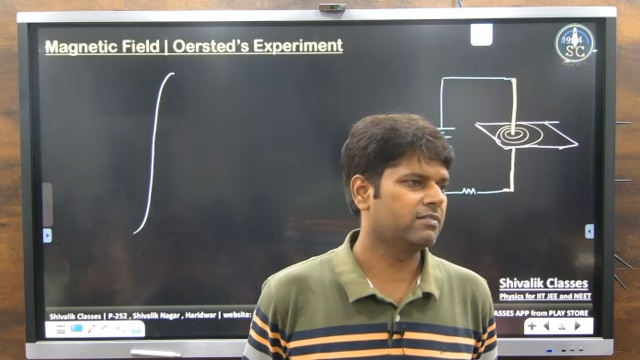 Magnetic Field | Oersted's Experiment
SC
Shivalik Classes
Physics for IIT JEE and NEET
Shivalik Classes | P-252 , Shivalik Nagar , Haridwar | website:
ASSES APP from PLAY STORE